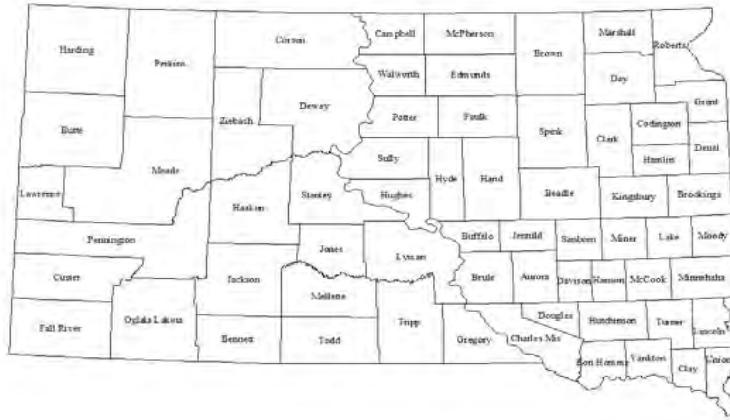 Harding
Perkins
Corson
Campbell
McPherson
Brown
Marshall
Roberts
Walworth
Edmunds
Day
Butte
Ziebach
Dewey
Potter
Faulk
Spink
Clark
Codington
Grant
Hamlin
Deuel
Lawrence
Meade
Sully
Hyde
Hand
Haakon
Stanley
Hughes
Beadle
Kingsbury
Brookings
Pennington
Jones
Lyman
Buffalo
Jerauld
Sanborn
Miner
Lake
Moody
Custer
Jackson
Brule
Aurora
Davison
Hanson
McCook
Minnehaha
Fall River
Oglala Lakota
Mellette
Tripp
Bennett
Todd
Gregory
Charles Mix
Douglas
Hutchinson
Turner
Lincoln
Bon Homme
Yankton
Clay
Union